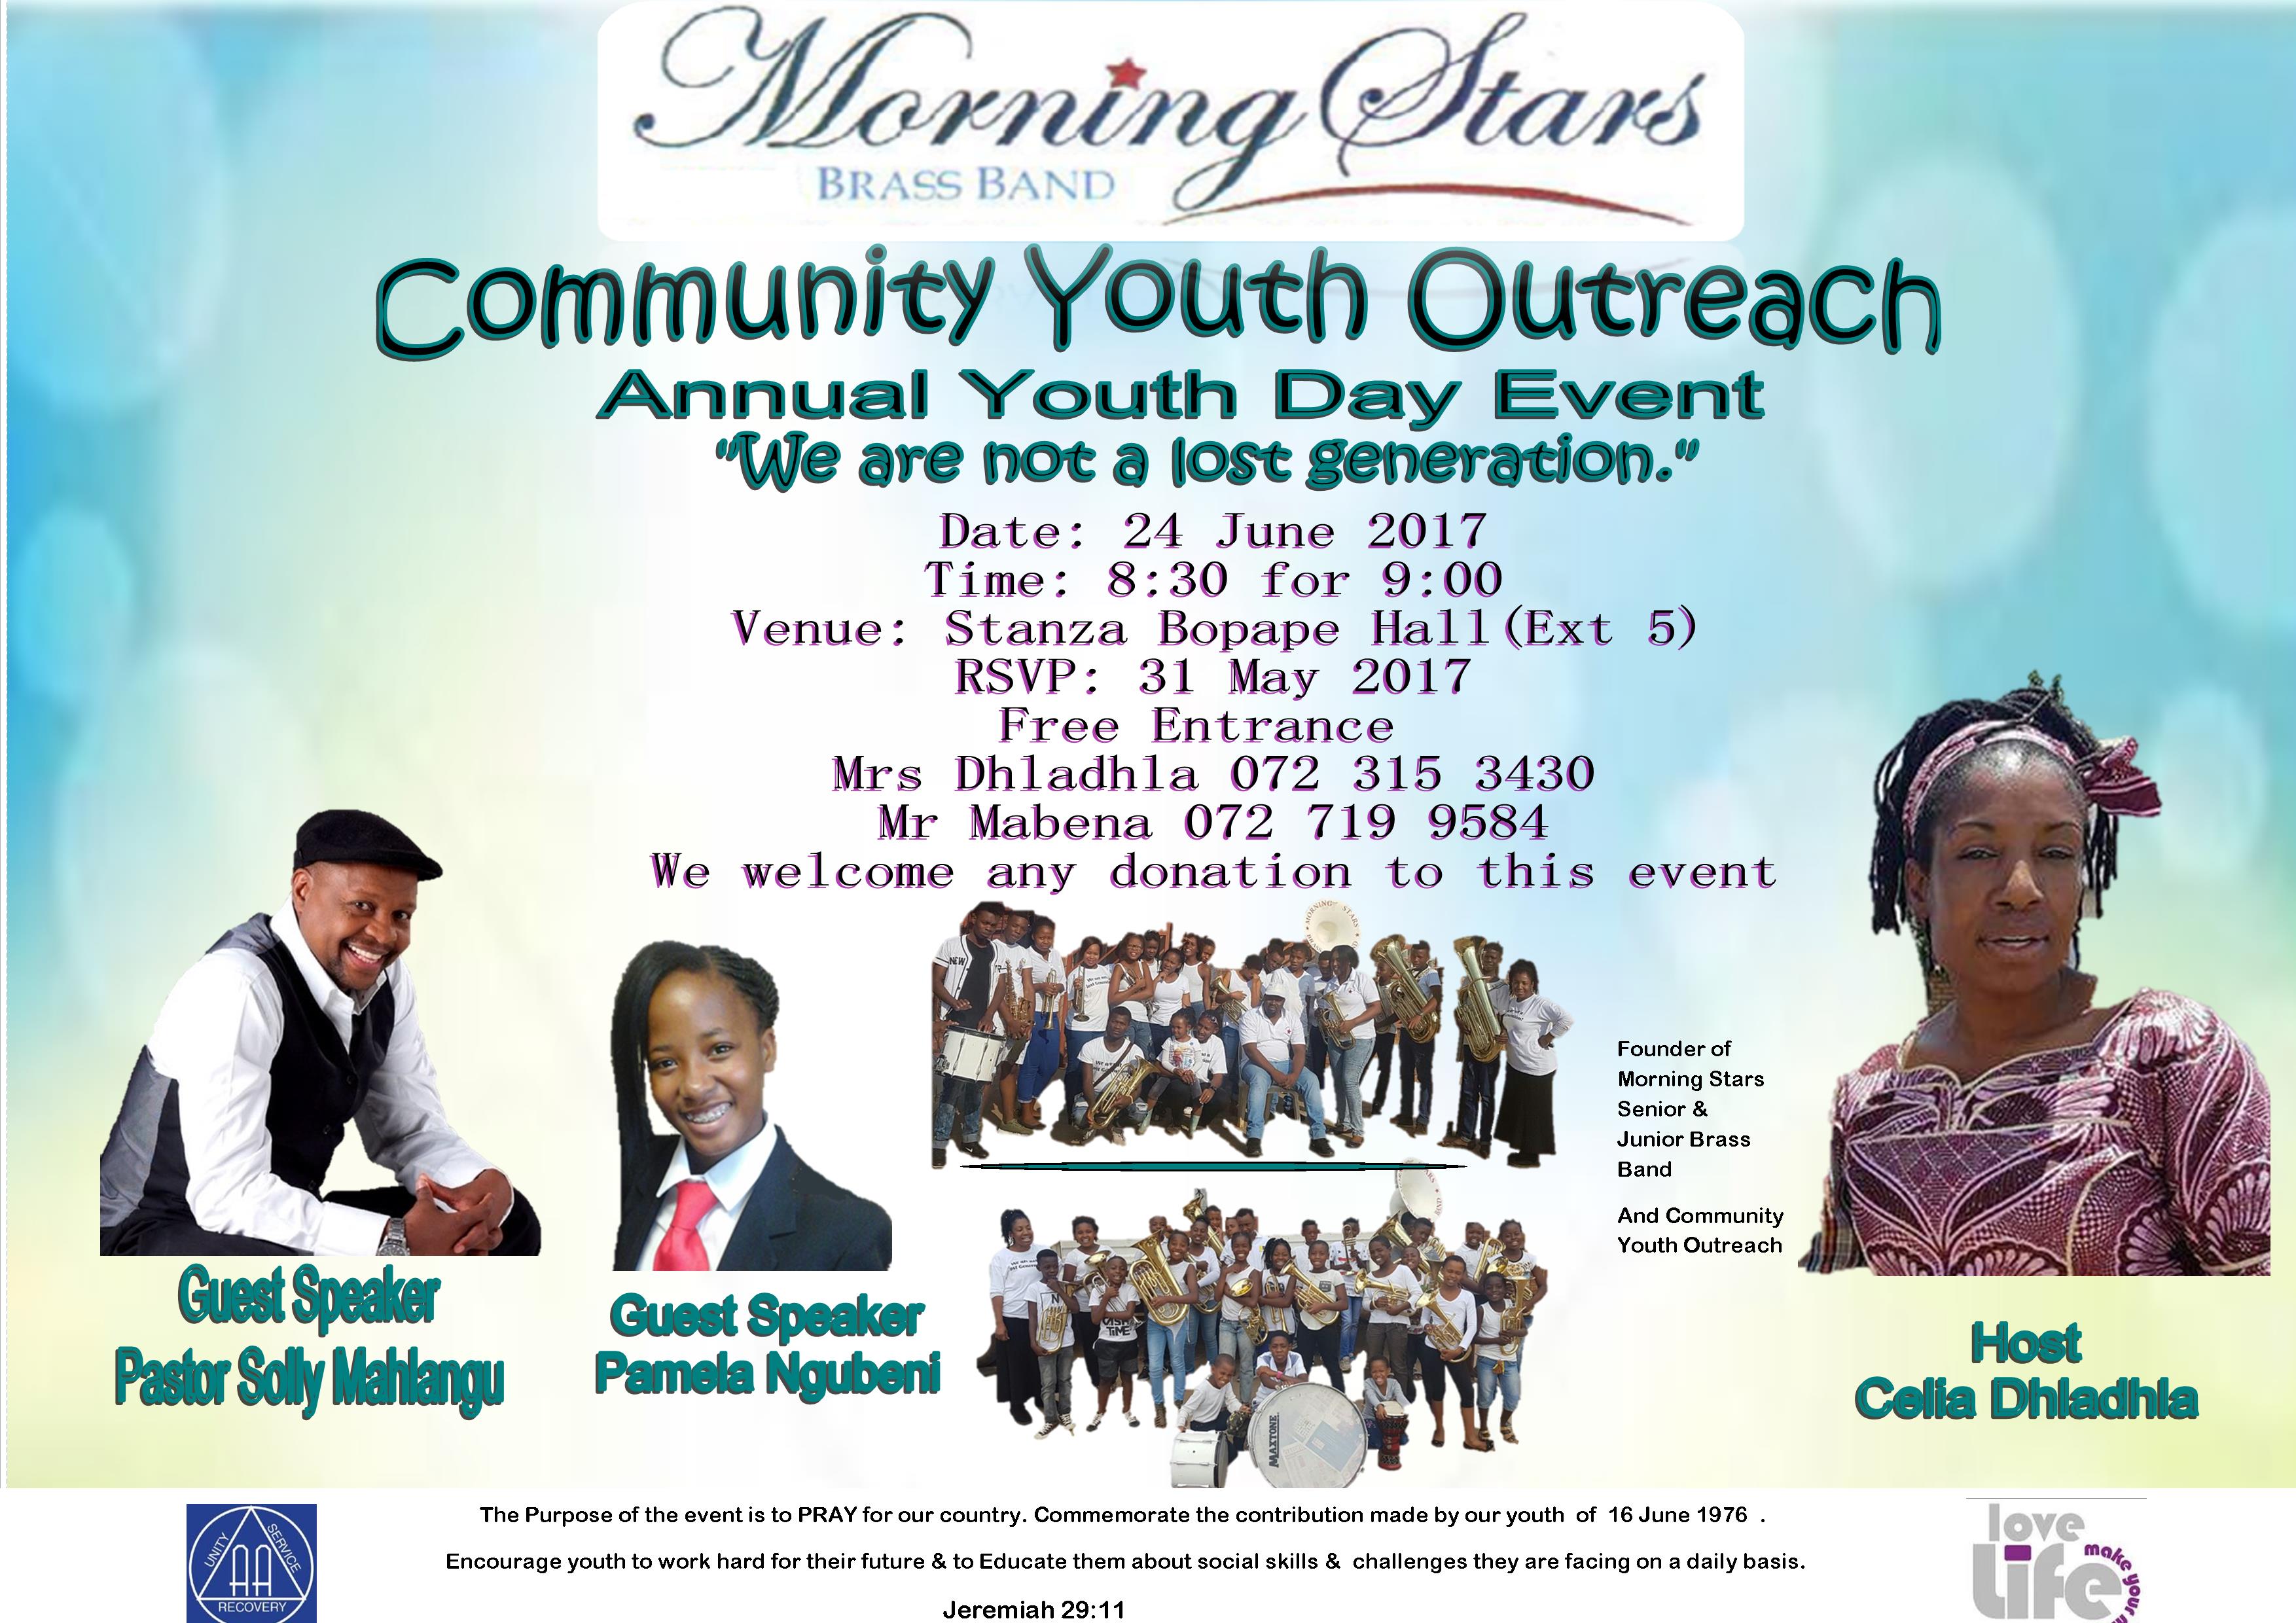 Morning Stars
BRASS BAND
Community Youth Outreach
Annual Youth Day Event
"We are not a lost generation."
Date: 24 June 2017
Time: 8:30 for 9:00
Venue: Stanza Bopape Hall(Ext 5)
RSVP: 31 May 2017
Free Entrance
Mrs Dhladhla 072 315 3430
Mr Mabena 072 719 9584
We welcome any donation to this event
Guest Speaker
Pastor Solly Mahlangu
Guest Speaker
Pamela Ngubeni
MORNING STARS
NEW
MAXTONE
TIME
Founder of
Morning Stars
Senior &
Junior Brass
Band
And Community
Youth Outreach
Host
Celia Dhladhla
The Purpose of the event is to PRAY for our country. Commemorate the contribution made by our youth of 16 June 1976 .
Encourage youth to work hard for their future & to Educate them about social skills & challenges they are facing on a daily basis.
Jeremiah 29:11
UNITY
SERVICE
AA
RECOVERY
love
Life
make your